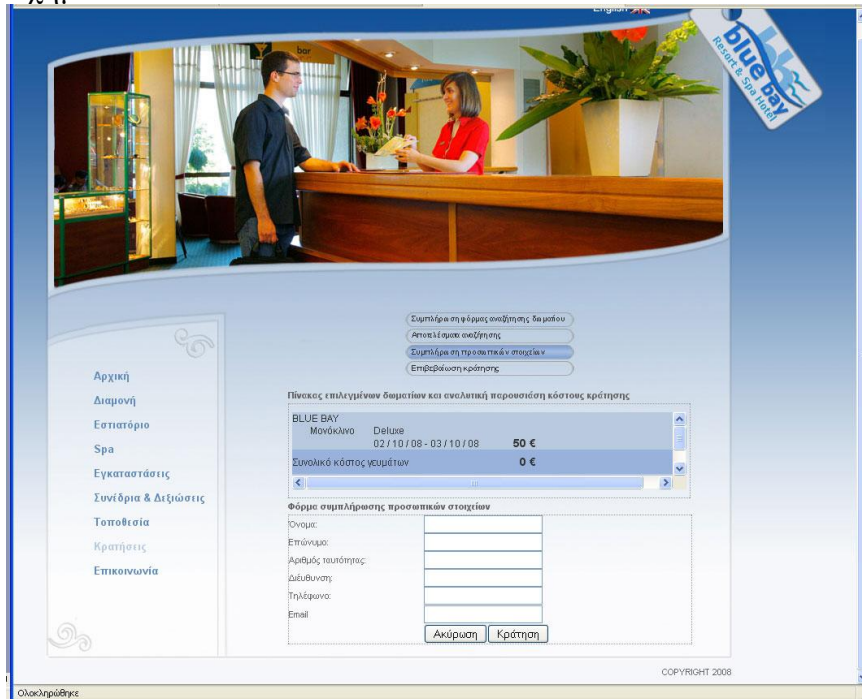 English
bar
blue bay
Resort & Spa Hotel
Συμπλήρωση φόρμας αναζήτησης δωματίου
Αποτελέσματα αναζήτησης
Συμπλήρωση προσωπικών στοιχείων
Επιβεβαίωση κράτησης
Αρχική
Διαμονή
Εστιατόριο
Spa
Εγκαταστάσεις
Συνέδρια & Δεξιώσεις
Τοποθεσία
Κρατήσεις
Επικοινωνία
Πίνακας επιλεγμένων δωματίων και αναλυτική παρουσιάση κόστους κράτησης
BLUE BAY
Μονόκλινο Deluxe
02 / 10 / 08 - 03 / 10 / 08 50 €
Συνολικό κόστος γευμάτων 0 €
Φόρμα συμπλήρωσης προσωπικών στοιχείων
Όνομα:
Επώνυμο:
Αριθμός ταυτότητας:
Διεύθυνση:
Τηλέφωνο:
Email
Ακύρωση Κράτηση
COPYRIGHT 2008
Ολοκληρώθηκε